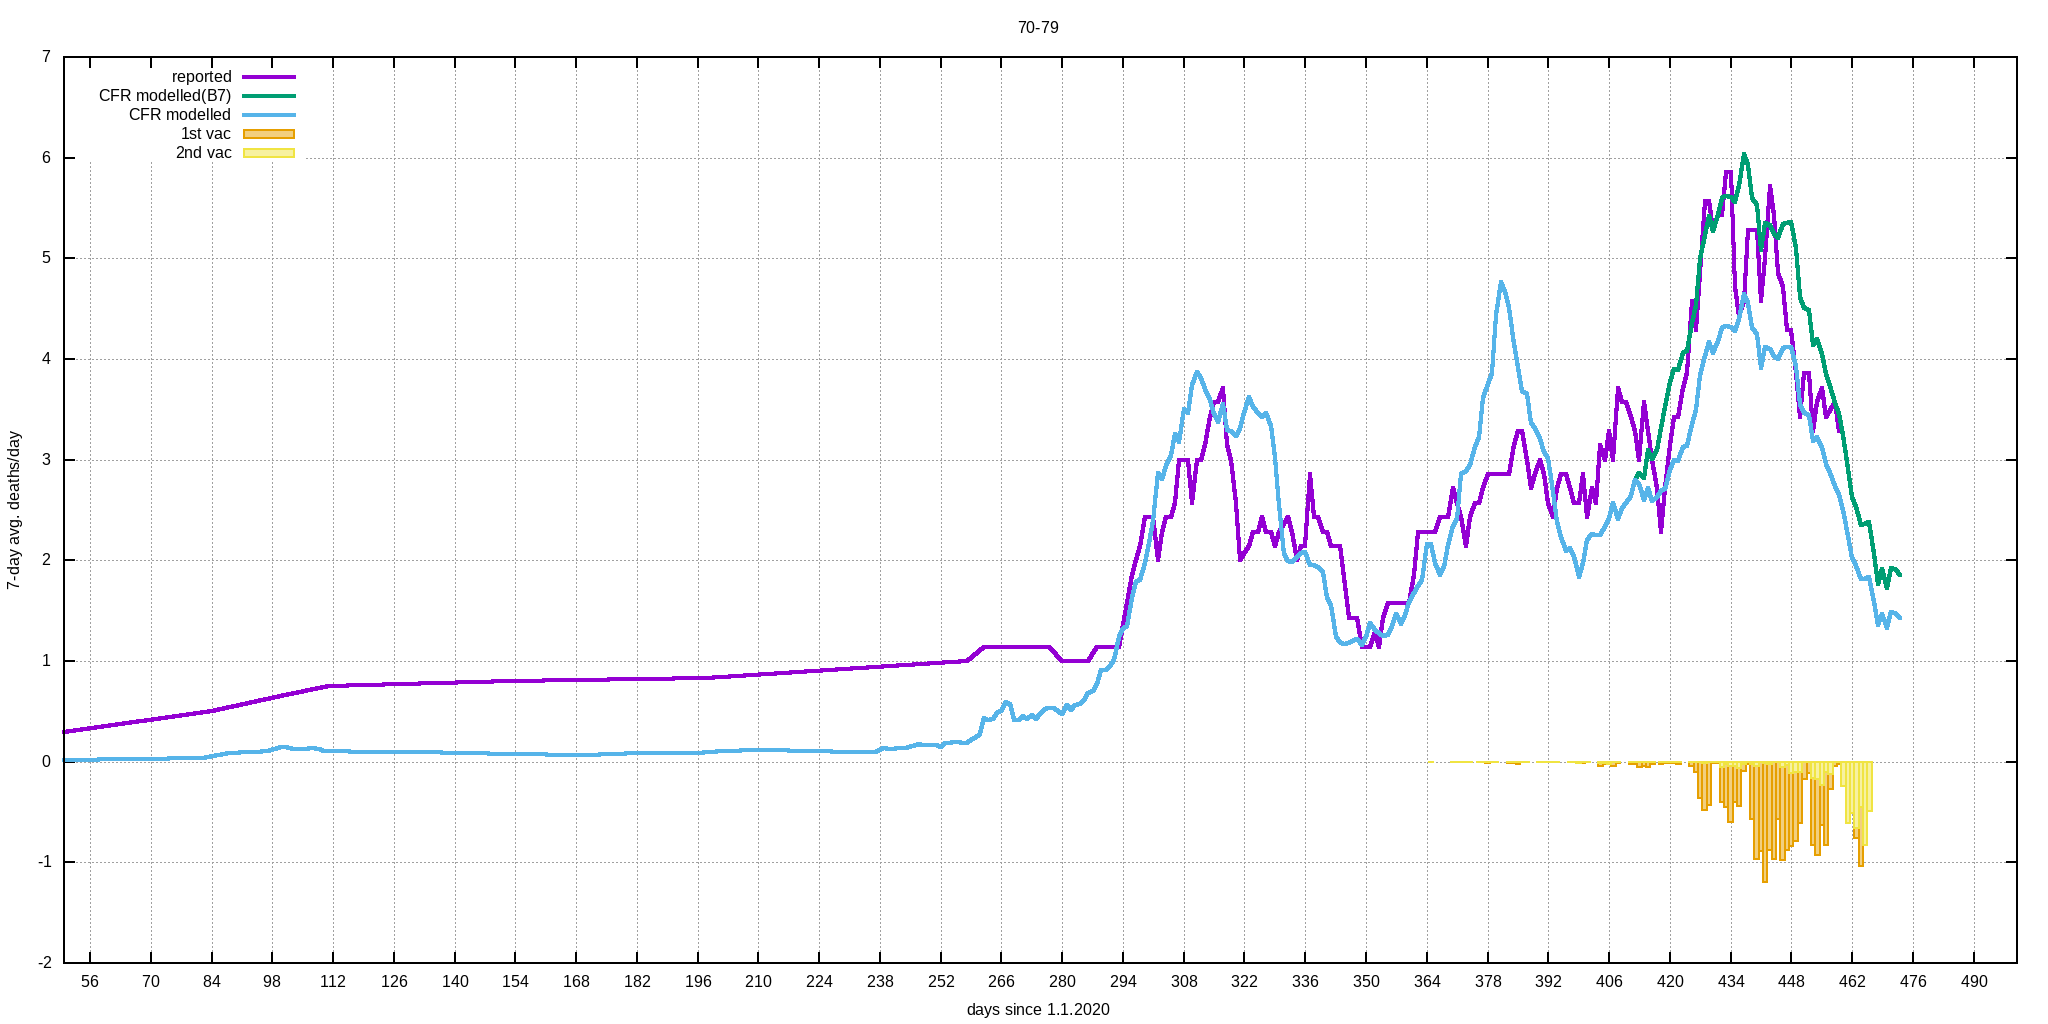 70-79
7
6
5
4
3
2
1
0
-1
-2
7-day avg. deaths/day
reported
CFR modelled(B7)
CFR modelled
1st vac
2nd vac
56 70 84 98 112 126 140 154 168 182 196 210 224 238 252 266 280 294 308 322 336 350 364 378 392 406 420 434 448 462 476 490
days since 1.1.2020